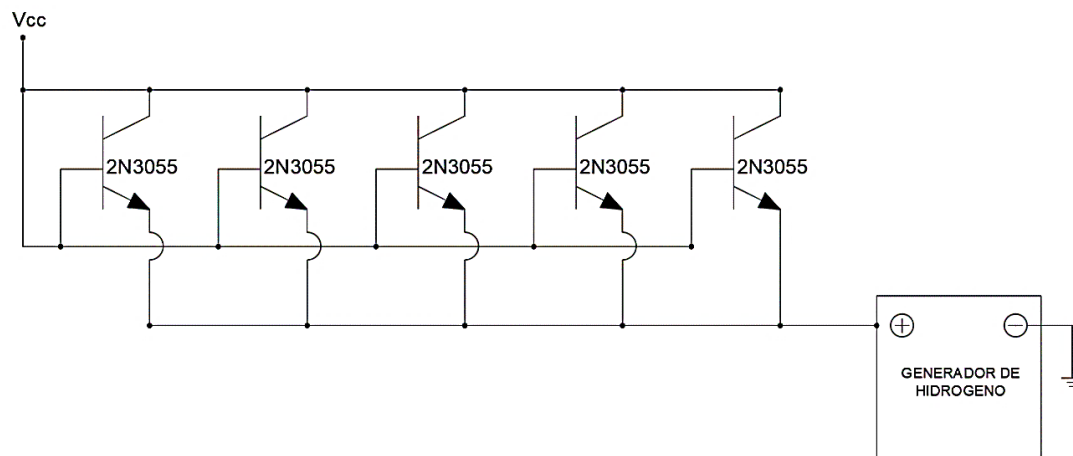 Vcc
2N3055
2N3055
2N3055
2N3055
2N3055
+
−
GENERADOR DE
HIDROGENO